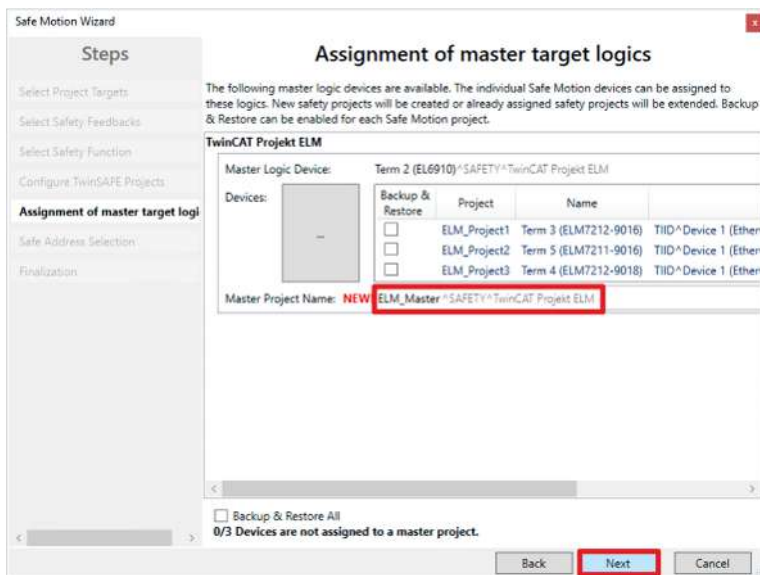 Safe Motion Wizard
x
Steps
Select Project Targets
Select Safety Feedbacks
Select Safety Function
Configure TwinSAFE Projects
Assignment of master target logi
Safe Address Selection
Finalization
Assignment of master target logics
The following master logic devices are available. The individual Safe Motion devices can be assigned to
these logics. New safety projects will be created or already assigned safety projects will be extended. Backup
& Restore can be enabled for each Safe Motion project.
TwinCAT Projekt ELM
Master Logic Device: Term 2 (EL6910)^SAFETY^TwinCAT Projekt ELM
Devices:
...
Backup & Restore Project Name
ELM_Project1 Term 3 (ELM7212-9016) TIID^Device 1 (Ether
ELM_Project2 Term 5 (ELM7211-9016) TIID^Device 1 (Ether
ELM_Project3 Term 4 (ELM7212-9018) TIID^Device 1 (Ether
Master Project Name: NEW ELM_Master^SAFETY^TwinCAT Projekt ELM
Backup & Restore All
0/3 Devices are not assigned to a master project.
Back Next Cancel